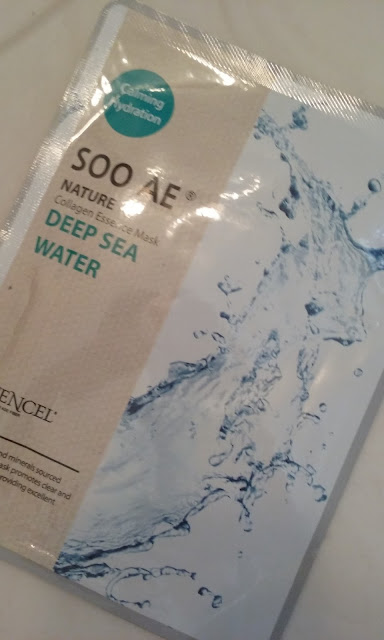 Calming
Hydration
SOO AE®
NATURE
Collagen Essence Mask
DEEP SEA
WATER
ENCEL®
nd minerals sourced
ask promotes clear and
roviding excellent